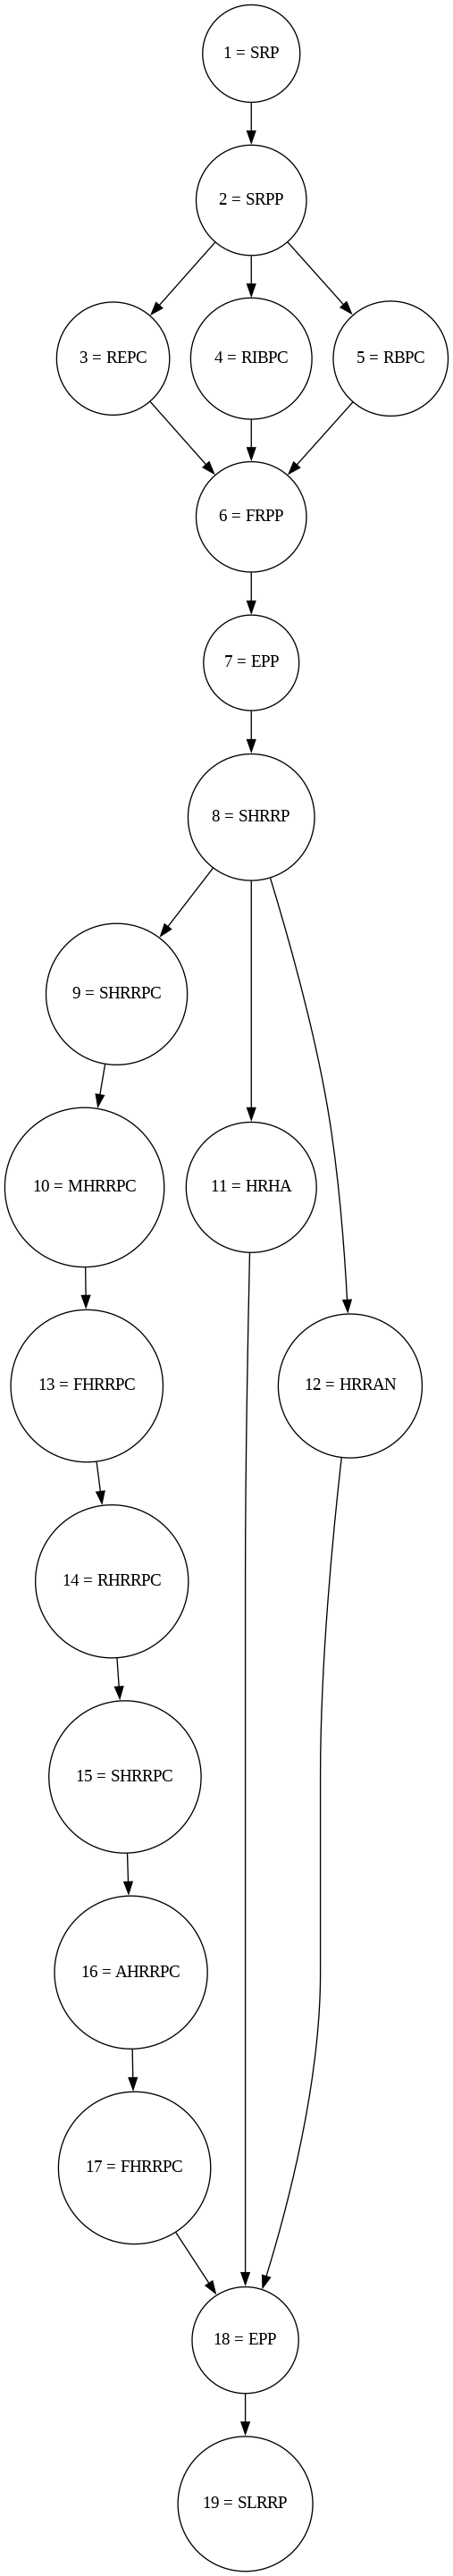 1 = SRP
2 = SRPP
3 = REPC
4 = RIBPC
5 = RBPC
6 = FRPP
7 = EPP
8 = SHRRP
9 = SHRRPC
10 = MHRRPC
11 = HRHA
12 = HRRAN
13 = FHRRPC
14 = RHRRPC
15 = SHRRPC
16 = AHRRPC
17 = FHRRPC
18 = EPP
19 = SLRRP